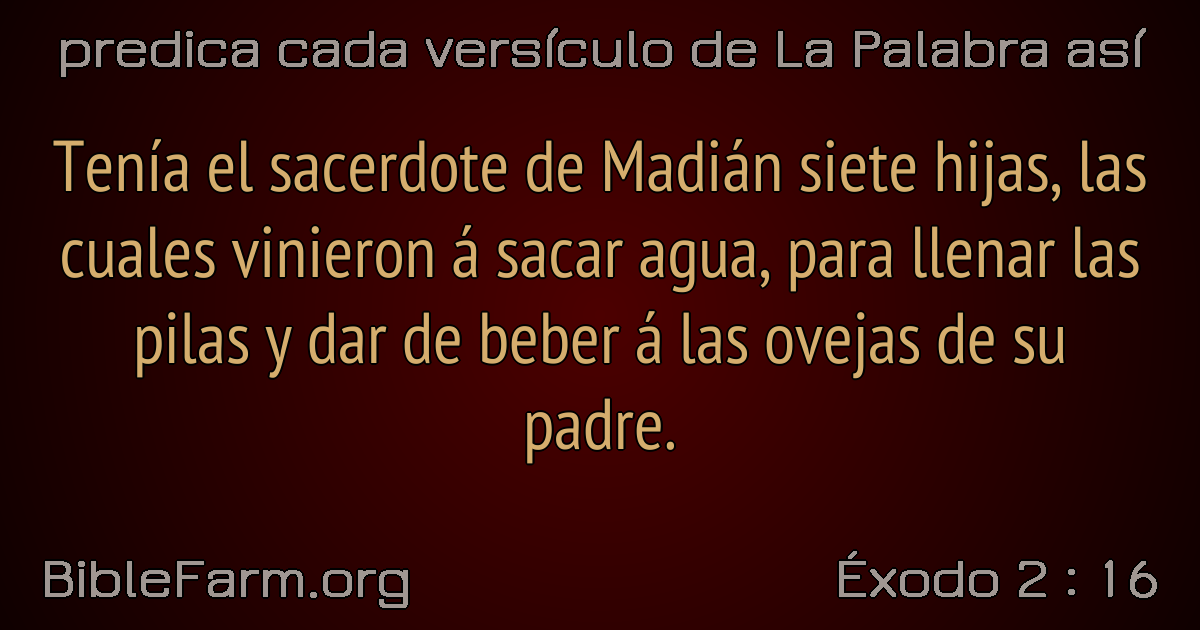 predica cada versículo de La Palabra así
Tenía el sacerdote de Madián siete hijas, las
cuales vinieron á sacar agua, para llenar las
pilas y dar de beber á las ovejas de su
padre.
BibleFarm.org
Éxodo 2 : 16